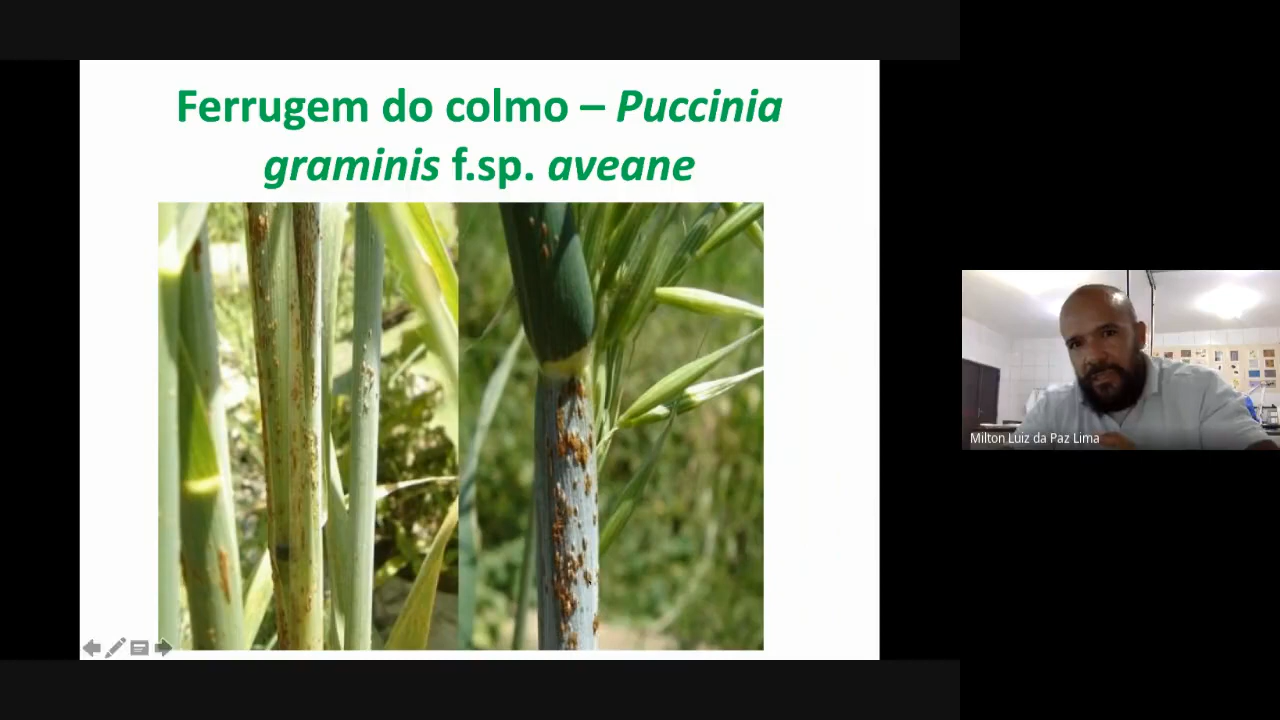 Ferrugem do colmo – Puccinia
graminis f.sp. aveane
Milton Luiz da Paz Lima